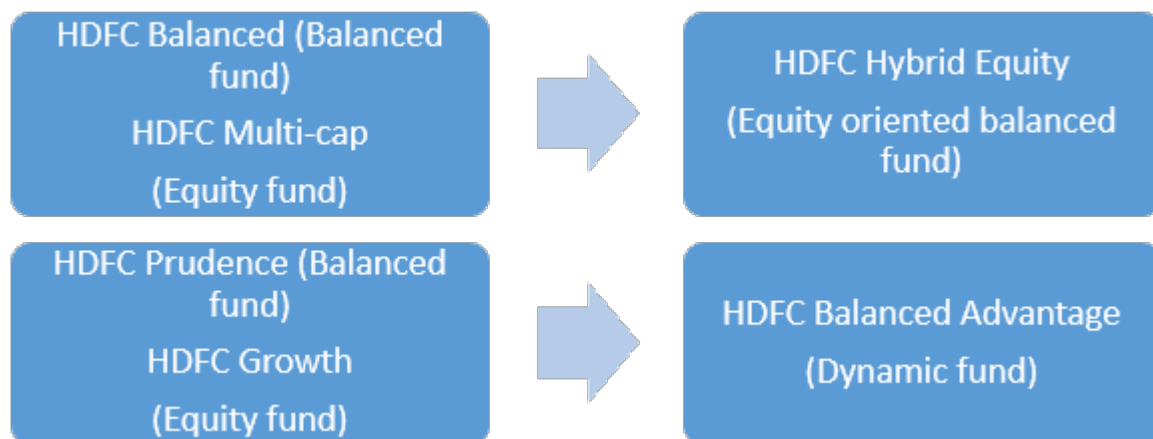 HDFC Balanced (Balanced
fund)
HDFC Multi-cap
(Equity fund)
HDFC Hybrid Equity
(Equity oriented balanced
fund)
HDFC Prudence (Balanced
fund)
HDFC Growth
(Equity fund)
HDFC Balanced Advantage
(Dynamic fund)